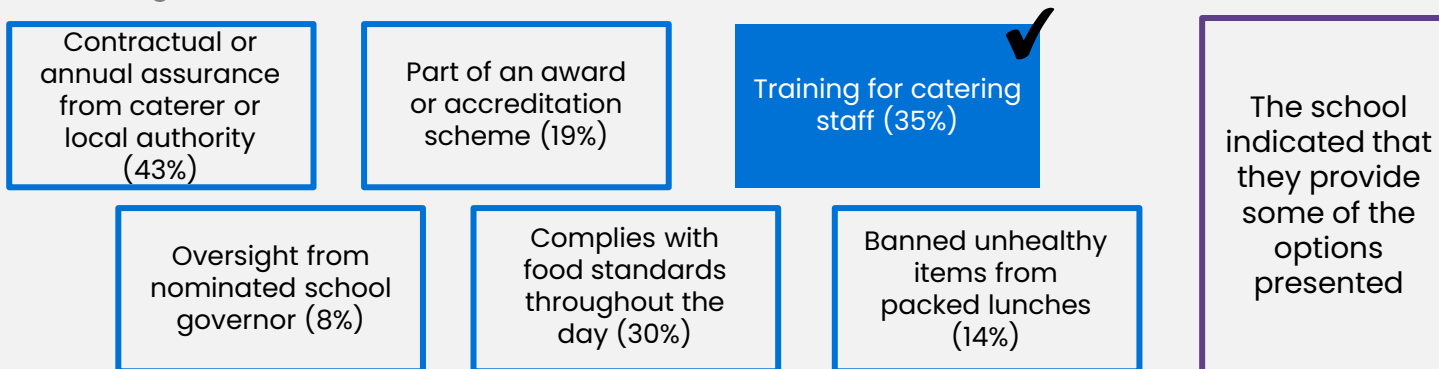 Contractual or
annual assurance
from caterer or
local authority
(43%)
Part of an award
or accreditation
scheme (19%)
Training for catering
staff (35%)
Oversight from
nominated school
governor (8%)
Complies with
food standards
throughout the
day (30%)
Banned unhealthy
items from
packed lunches
(14%)
The school
indicated that
they provide
some of the
options
presented